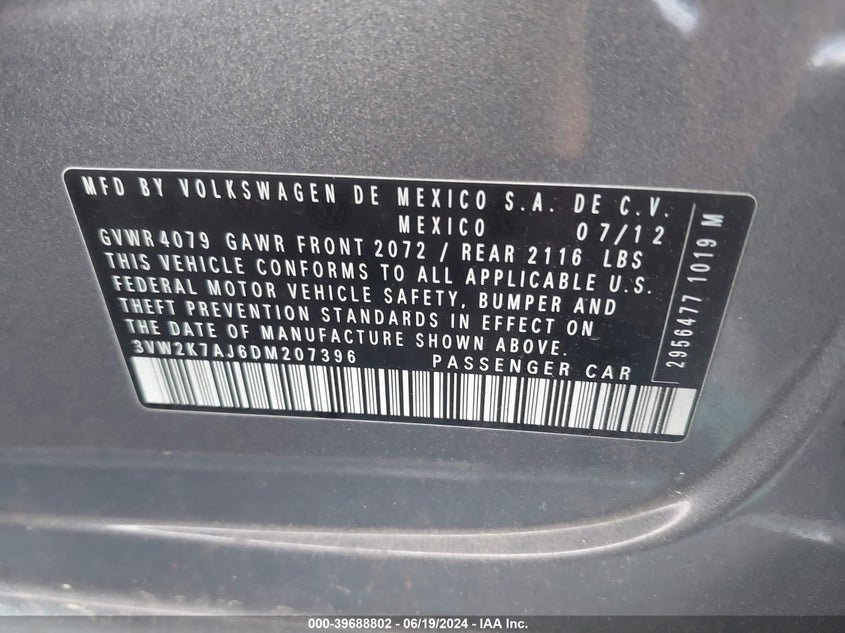 MFD BY VOLKSWAGEN DE MEXICO S.A. DE C.V.
MEXICO 07/12
GVWR 4079 GAWR FRONT 2072 / REAR 2116 LBS
THIS VEHICLE CONFORMS TO ALL APPLICABLE U.S.
FEDERAL MOTOR VEHICLE SAFETY, BUMPER AND
THEFT PREVENTION STANDARDS IN EFFECT ON
THE DATE OF MANUFACTURE SHOWN ABOVE.
3VW2K7AJ6DM207396 PASSENGER CAR
2956477 1019 M
000-39688802 - 06/19/2024 - IAA Inc.